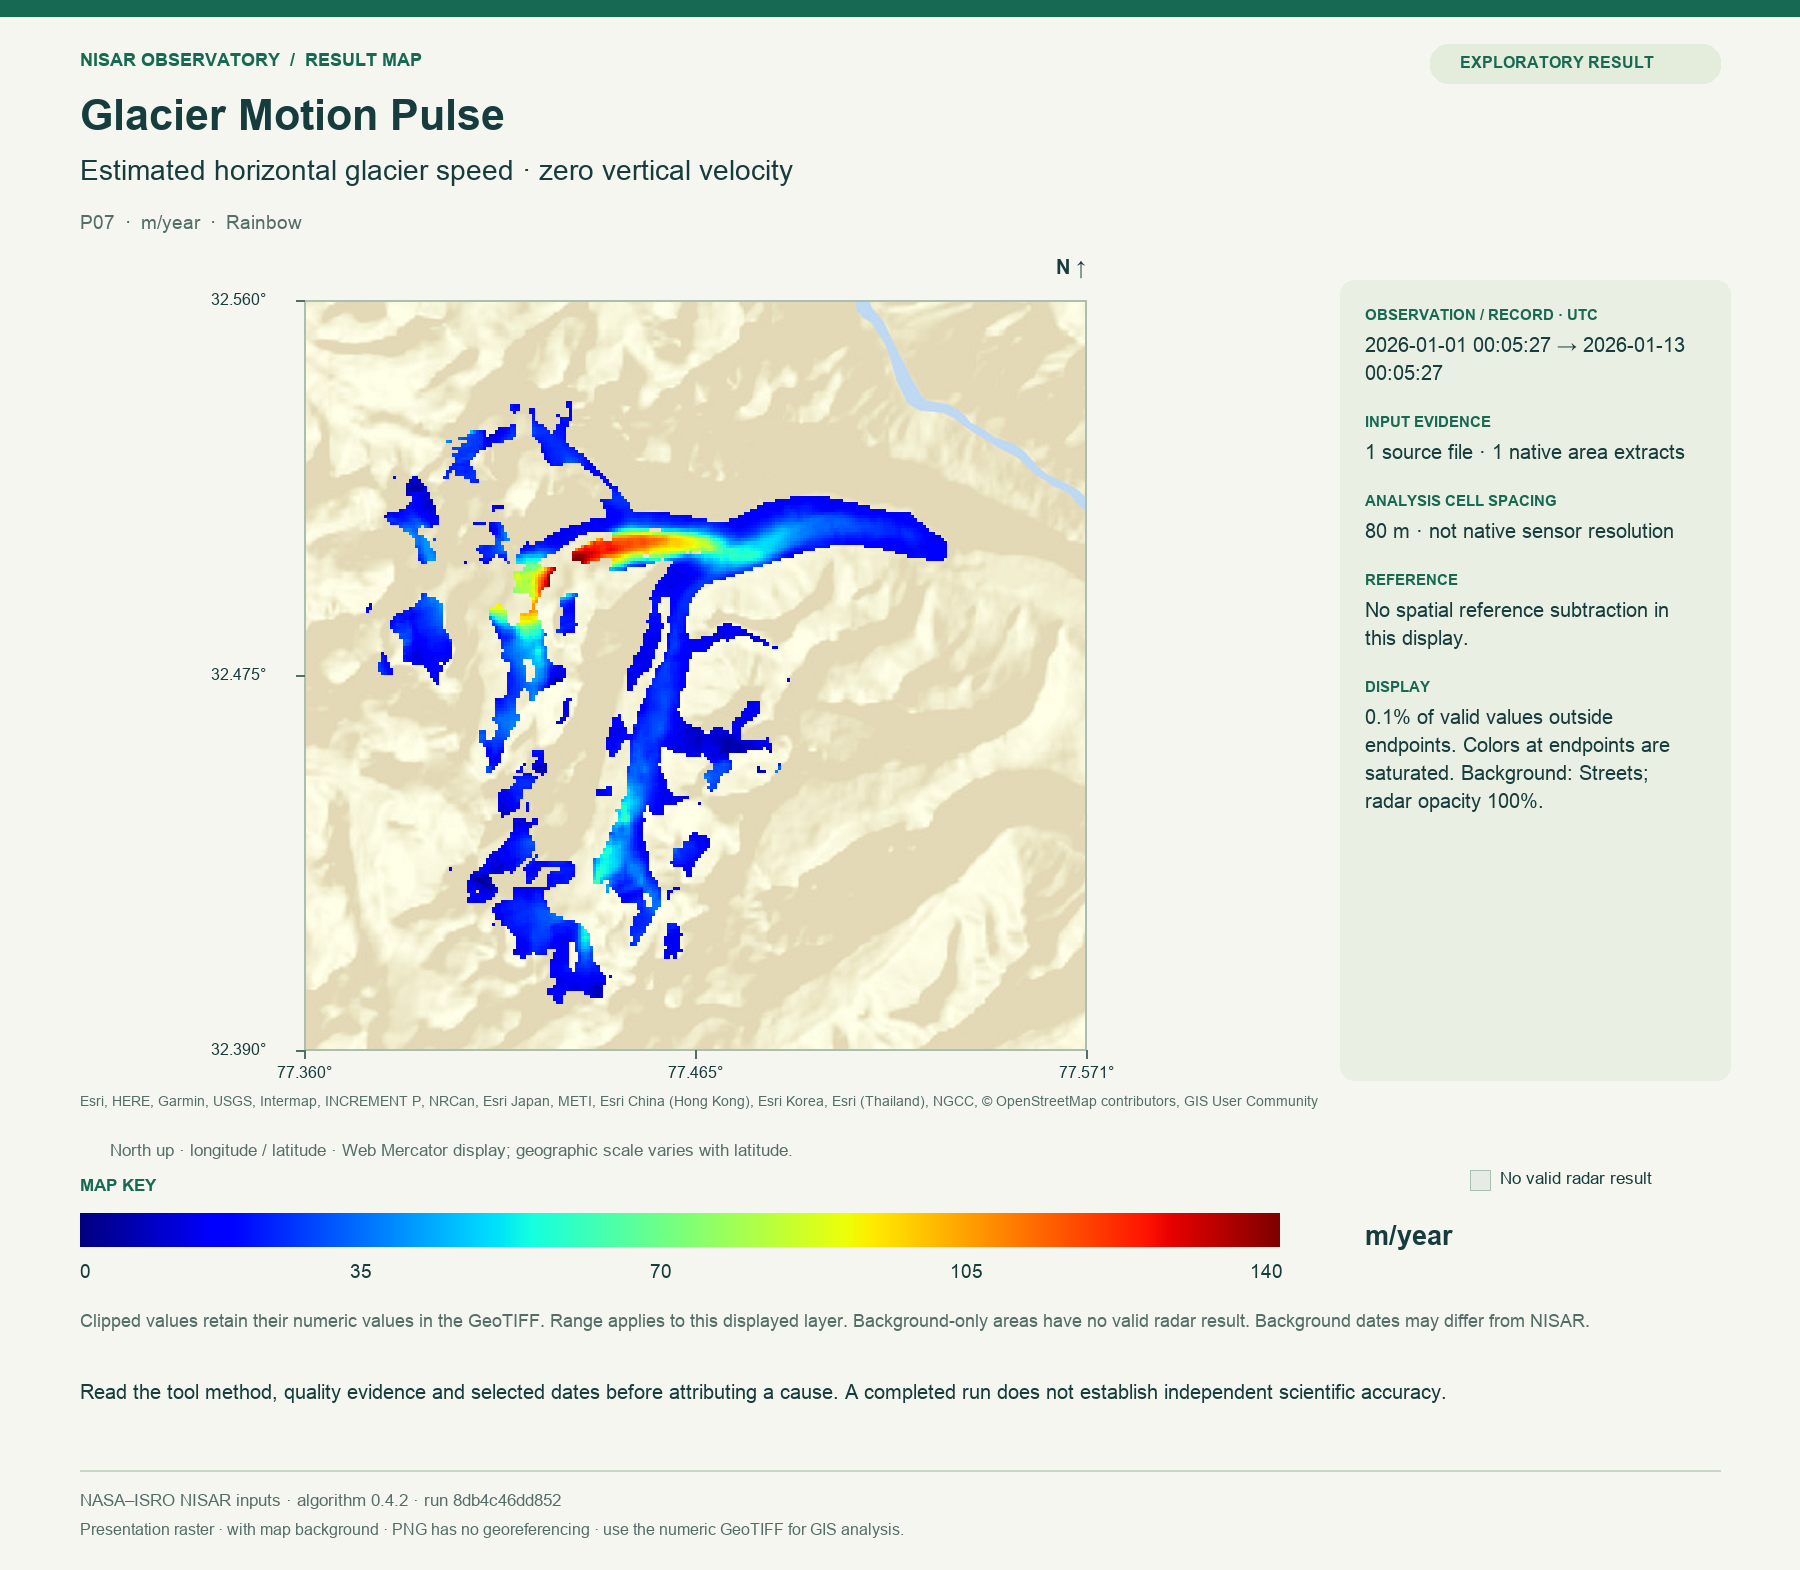 NISAR OBSERVATORY / RESULT MAP
EXPLORATORY RESULT
Glacier Motion Pulse
Estimated horizontal glacier speed · zero vertical velocity
P07 · m/year · Rainbow
N ↑
32.560°
32.475°
32.390°
77.360°
77.465°
77.571°
OBSERVATION / RECORD · UTC
2026-01-01 00:05:27 → 2026-01-13
00:05:27
INPUT EVIDENCE
1 source file · 1 native area extracts
ANALYSIS CELL SPACING
80 m · not native sensor resolution
REFERENCE
No spatial reference subtraction in
this display.
DISPLAY
0.1% of valid values outside
endpoints. Colors at endpoints are
saturated. Background: Streets;
radar opacity 100%.
Esri, HERE, Garmin, USGS, Intermap, INCREMENT P, NRCan, Esri Japan, METI, Esri China (Hong Kong), Esri Korea, Esri (Thailand), NGCC, © OpenStreetMap contributors, GIS User Community
North up · longitude / latitude · Web Mercator display; geographic scale varies with latitude.
MAP KEY
No valid radar result
m/year
0 35 70 105 140
Clipped values retain their numeric values in the GeoTIFF. Range applies to this displayed layer. Background-only areas have no valid radar result. Background dates may differ from NISAR.
Read the tool method, quality evidence and selected dates before attributing a cause. A completed run does not establish independent scientific accuracy.
NASA–ISRO NISAR inputs · algorithm 0.4.2 · run 8db4c46dd852
Presentation raster · with map background · PNG has no georeferencing · use the numeric GeoTIFF for GIS analysis.